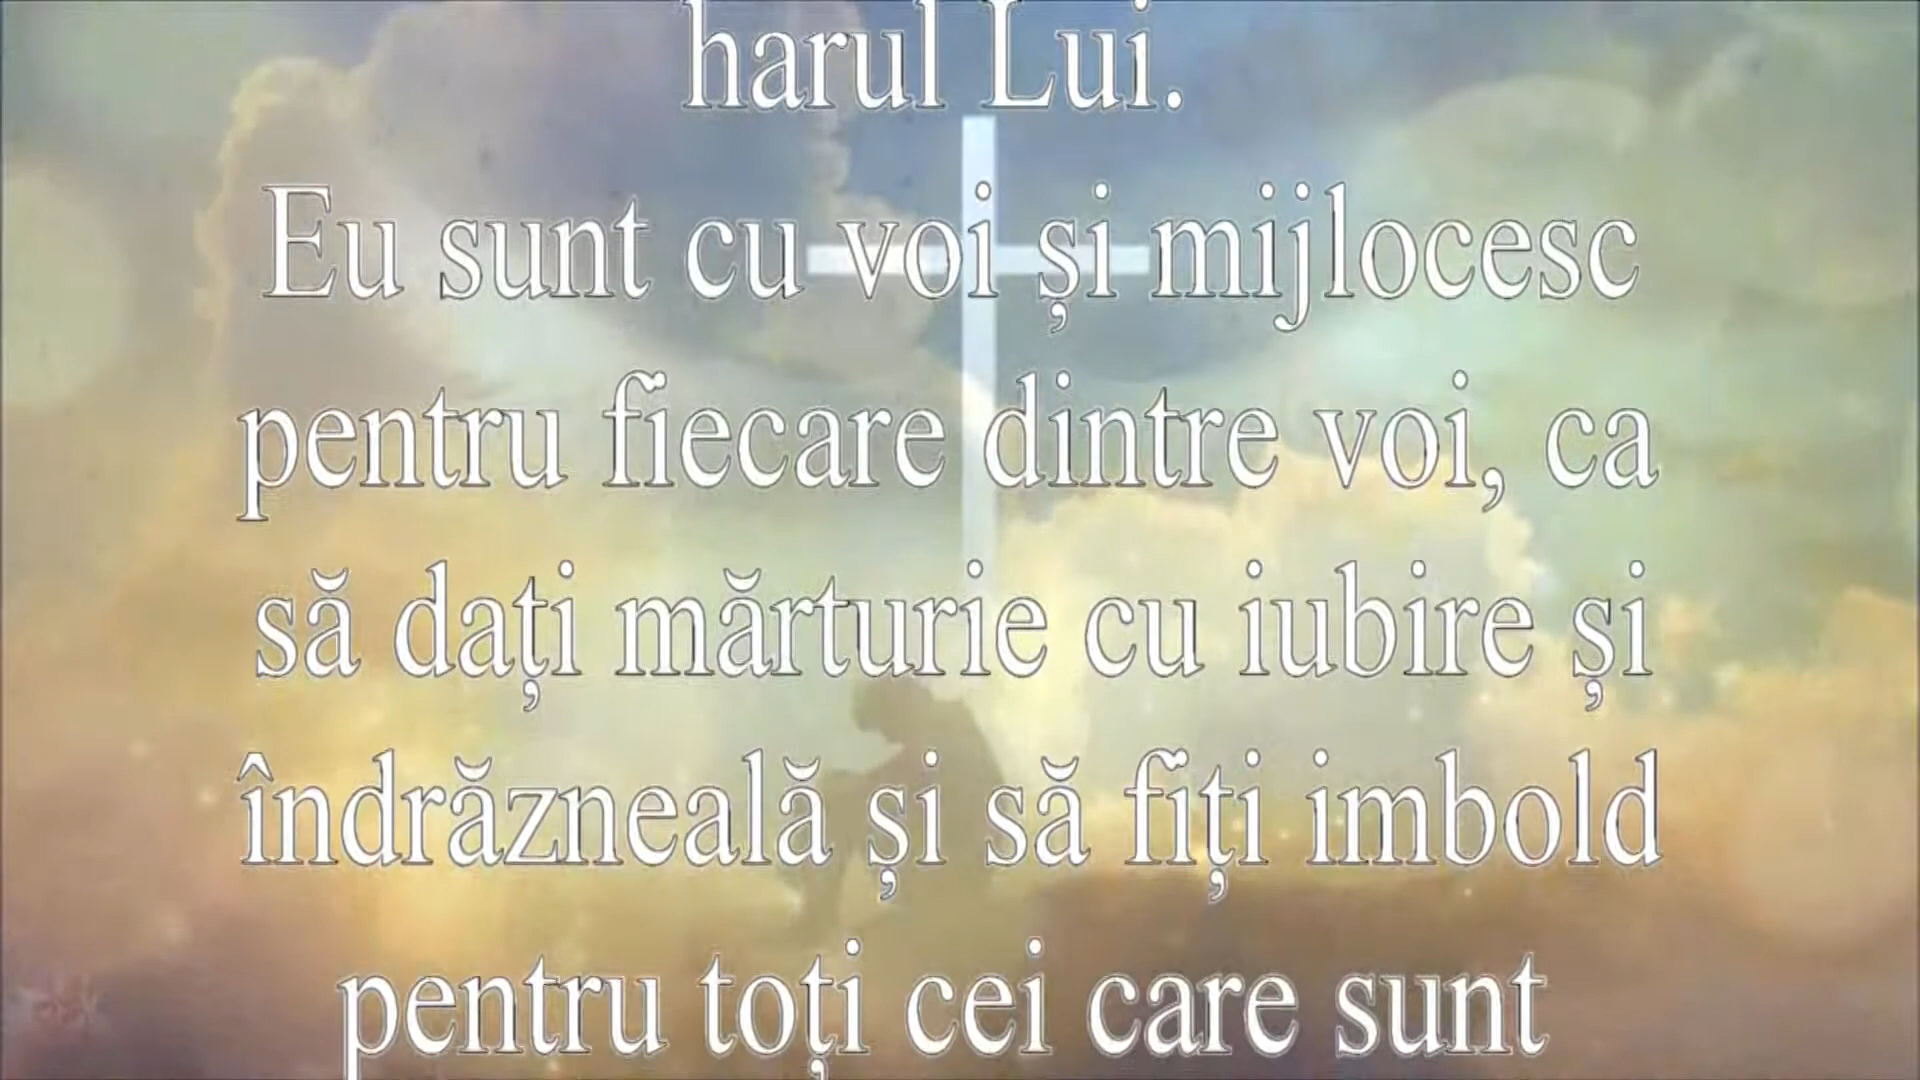 harul Lui.
Eu sunt cu voi și mijlocesc
pentru fiecare dintre voi, ca
să dați mărturie cu iubire și
îndrăzneală și să fiți imbold
pentru toți cei care sunt